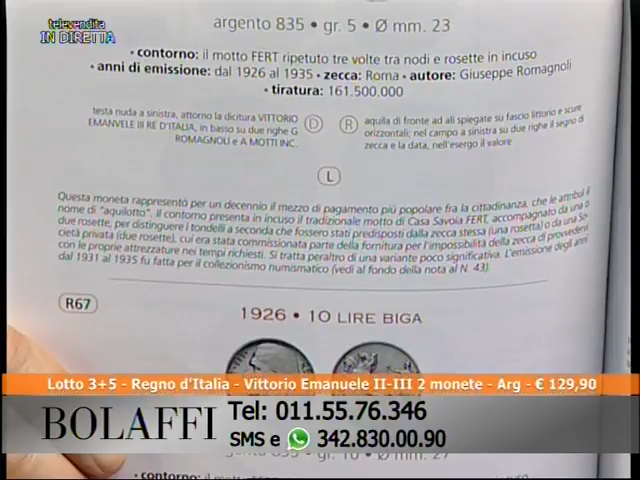 televendita
IN DIRETTA
argento 835 • gr. 5 • Ø mm. 23
• contorno: il motto FERT ripetuto tre volte tra nodi e rosette in incuso
• anni di emissione: dal 1926 al 1935 • zecca: Roma • autore: Giuseppe Romagnoli
• tiratura: 161.500.000
testa nuda a sinistra, attorno la dicitura VITTORIO
EMANVELE III RE D'ITALIA, in basso su due righe G
ROMAGNOLI e A MOTTI INC.
D
R
aquila di fronte ad ali spiegate su fascio littorio e scure
orizzontali; nel campo a sinistra su due righe il segno di
zecca e la data, nell'esergo il valore
L
Questa moneta rappresentò per un decennio il mezzo di pagamento più popolare fra la cittadinanza, che le attribuì il
nome di "aquilotto". Il contorno presenta in incuso il tradizionale motto di Casa Savoia FERT, accompagnato da una o
due rosette, per distinguere i tondelli a seconda che fossero stati predisposti dalla zecca stessa (una rosetta) o da una So-
cietà privata (due rosette), cui era stata commissionata parte della fornitura per l'impossibilità della zecca di provvedere
con le proprie attrezzature nei tempi richiesti. Si tratta peraltro di una variante poco significativa. L'emissione degli anni
dal 1931 al 1935 fu fatta per il collezionismo numismatico (vedi al fondo della nota al N. 43).
R67
1926 • 10 LIRE BIGA
Lotto 3+5 - Regno d'Italia - Vittorio Emanuele II-III 2 monete - Arg - € 129,90
BOLAFFI
Tel: 011.55.76.346
SMS e 342.830.00.90
argento 835 • gr. 10 • Ø mm. 27
• contorno: il